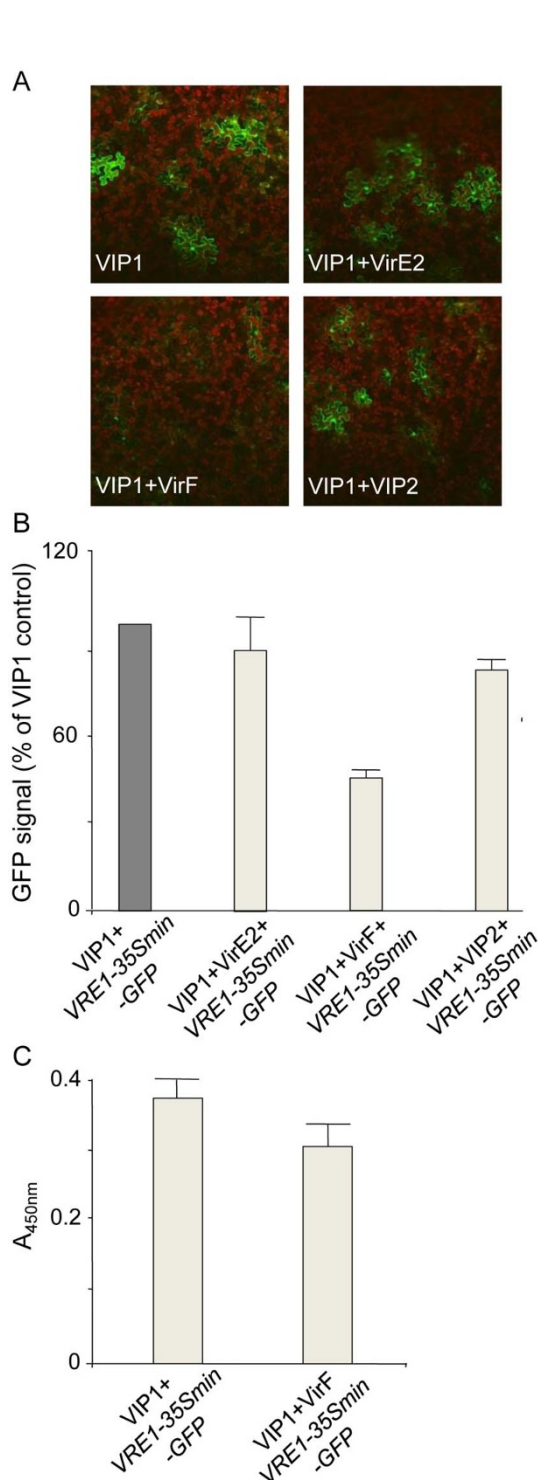 A
VIP1
VIP1+VirE2
VIP1+VirF
VIP1+VIP2
B
GFP signal (% of VIP1 control)
120
60
0
VIP1+
VRE1-35Smin
-GFP
VIP1+VirE2+
VRE1-35Smin
-GFP
VIP1+VirF+
VRE1-35Smin
-GFP
VIP1+VIP2+
VRE1-35Smin
-GFP
C
A450nm
0.4
0.2
0
VIP1+
VRE1-35Smin
-GFP
VIP1+VirF
VRE1-35Smin
-GFP